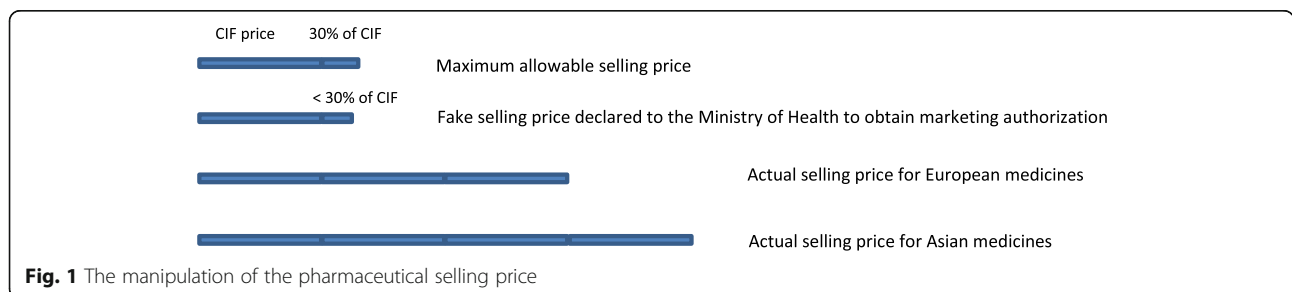 CIF price 30% of CIF
Maximum allowable selling price
< 30% of CIF
Fake selling price declared to the Ministry of Health to obtain marketing authorization
Actual selling price for European medicines
Actual selling price for Asian medicines
Fig. 1 The manipulation of the pharmaceutical selling price